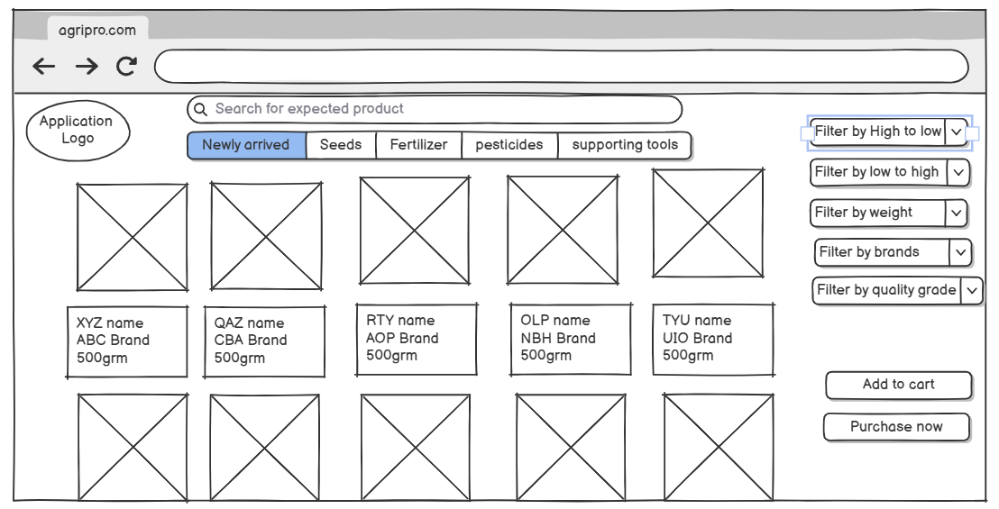 agripro.com
Application
Logo
Search for expected product
Newly arrived
Seeds
Fertilizer
pesticides
supporting tools
Filter by High to low
Filter by low to high
Filter by weight
Filter by brands
Filter by quality grade
XYZ name
ABC Brand
500grm
QAZ name
CBA Brand
500grm
RTY name
AOP Brand
500grm
OLP name
NBH Brand
500grm
TYU name
UIO Brand
500grm
Add to cart
Purchase now